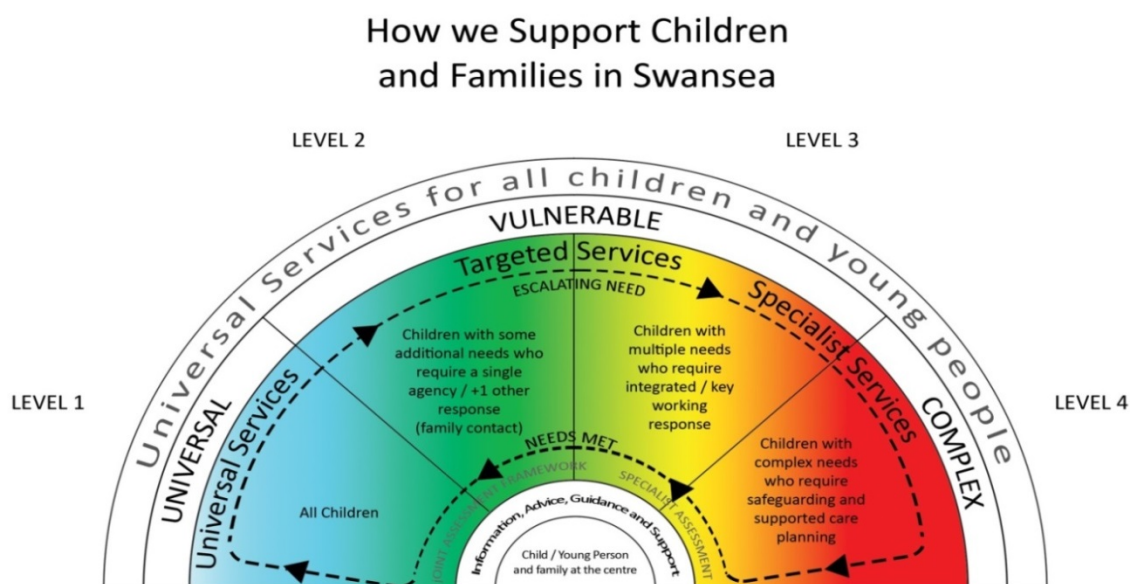 How we Support Children
and Families in Swansea
LEVEL 2
LEVEL 3
LEVEL 1
LEVEL 4
Universal Services for all children and young people
UNIVERSAL
VULNERABLE
COMPLEX
Universal Services
Targeted Services
Specialist Services
ESCALATING NEED
All Children
Children with some
additional needs who
require a single
agency / +1 other
response
(family contact)
Children with
multiple needs
who require
integrated / key
working
response
Children with
complex needs
who require
safeguarding and
supported care
planning
NEEDS MET
JOINT ASSESSMENT FRAMEWORK
SPECIALIST ASSESSMENT
Information, Advice, Guidance and Support
Child / Young Person
and family at the centre